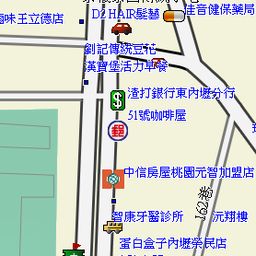 D2 HAIR髮藝
佳音健保藥局
味王立德店
劉記傳統豆花
漢寶堡活力早餐
渣打銀行東內壢分行
$
51號咖啡屋
郵
中信房屋桃園元智加盟店
162巷
智康牙醫診所
沅翔樓
蛋白盒子內壢榮民店